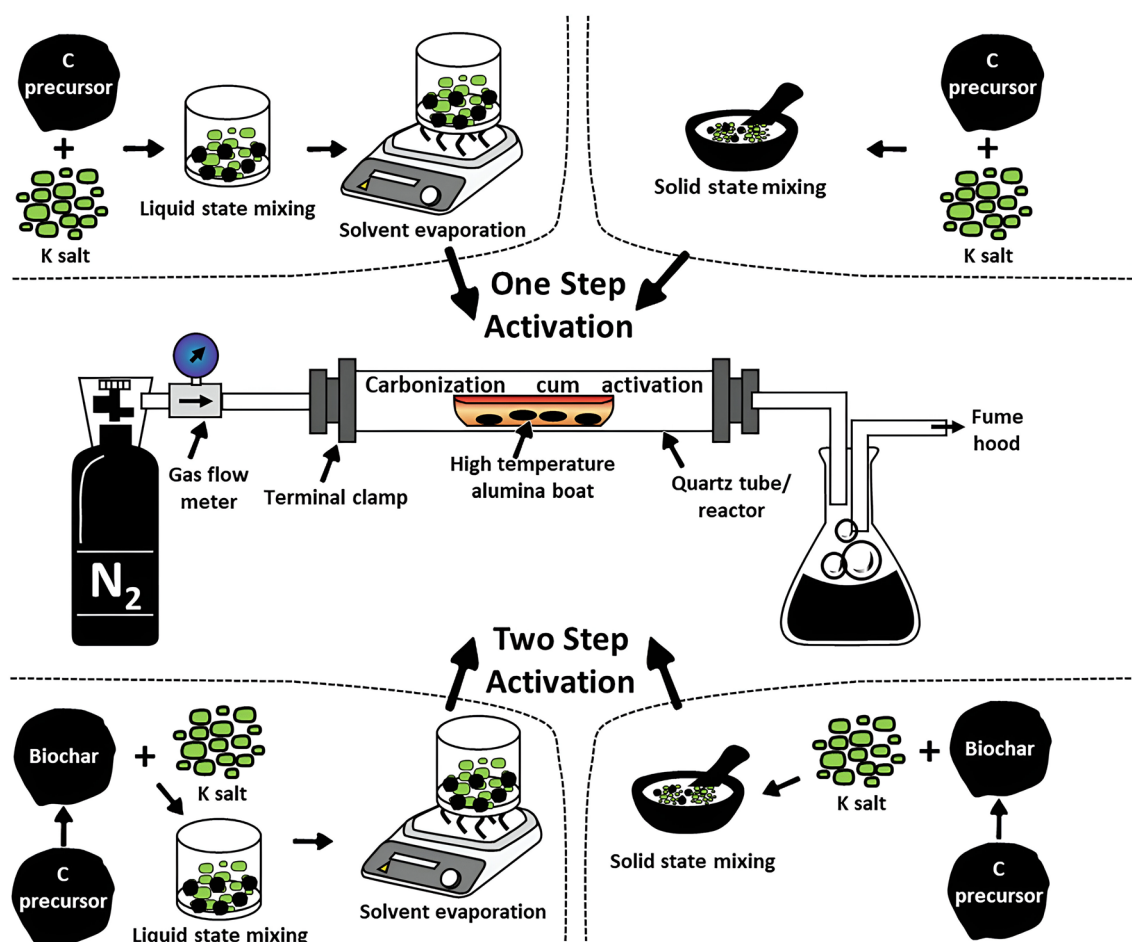 C
precursor
+
K salt
Liquid state mixing
Solvent evaporation
Solid state mixing
C
precursor
+
K salt
One Step
Activation
Carbonization cum activation
Gas flow
meter
Terminal clamp
High temperature
alumina boat
Quartz tube/
reactor
Fume
hood
N₂
Two Step
Activation
Biochar
+
K salt
C
precursor
Liquid state mixing
Solvent evaporation
Solid state mixing
K salt
+
Biochar
C
precursor